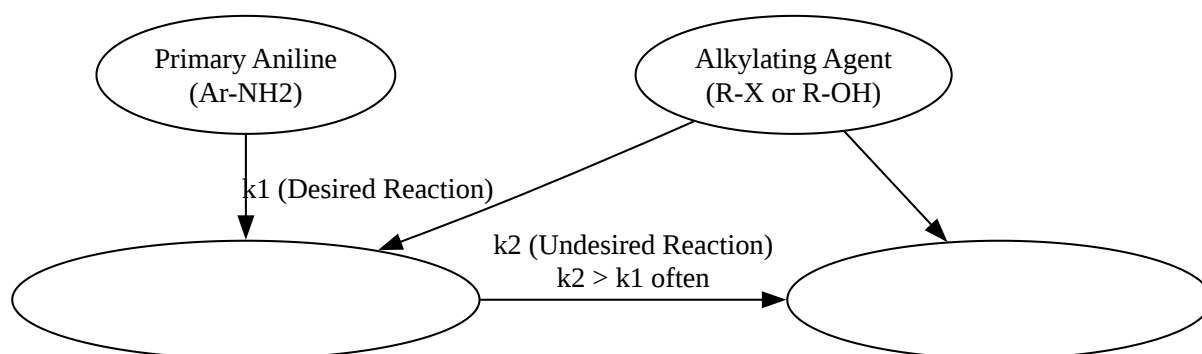 Primary Aniline
(Ar-NH2)
Alkylating Agent
(R-X or R-OH)
k1 (Desired Reaction)
k2 (Undesired Reaction)
k2 > k1 often